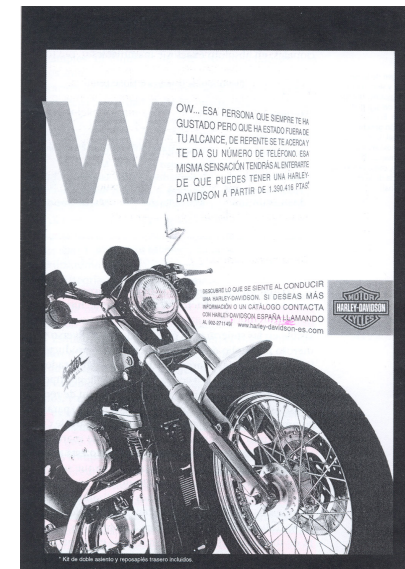 WOW... ESA PERSONA QUE SIEMPRE TE HA
GUSTADO PERO QUE HA ESTADO FUERA DE
TU ALCANCE, DE REPENTE SE TE ACERCA Y
TE DA SU NÚMERO DE TELÉFONO. ESA
MISMA SENSACIÓN TENDRÁS AL ENTERARTE
DE QUE PUEDES TENER UNA HARLEY-
DAVIDSON A PARTIR DE 1.390.416 PTAS*
DESCUBRE LO QUE SE SIENTE AL CONDUCIR
UNA HARLEY-DAVIDSON. SI DESEAS MÁS
INFORMACIÓN O UN CATÁLOGO CONTACTA
CON HARLEY-DAVIDSON ESPAÑA LLAMANDO
www.harley-davidson-es.com
MOTOR
HARLEY-DAVIDSON
CYCLES
* Kit de doble asiento y reposapiés trasero incluidos.